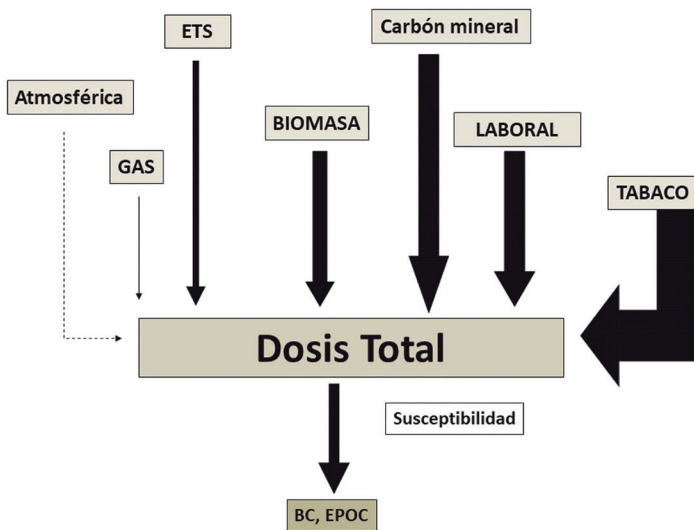 ETS
Carbón mineral
Atmosférica
BIOMASA
LABORAL
GAS
TABACO
Dosis Total
Susceptibilidad
BC, EPOC